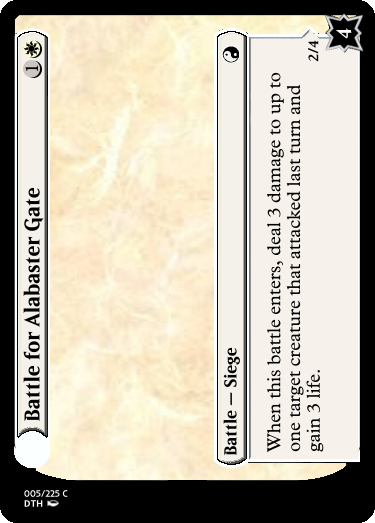 Battle for Alabaster Gate 1
Battle — Siege
When this battle enters, deal 3 damage to up to
one target creature that attacked last turn and
gain 3 life.
2/4
4
005/225 C
DTH